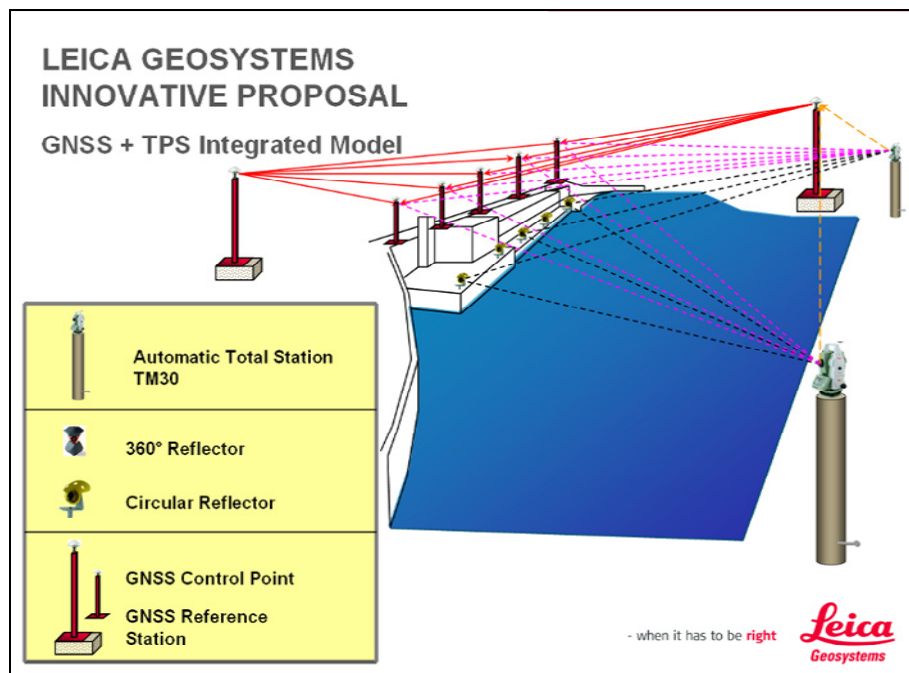 LEICA GEOSYSTEMS
INNOVATIVE PROPOSAL
GNSS + TPS Integrated Model
Automatic Total Station
TM30
360° Reflector
Circular Reflector
GNSS Control Point
GNSS Reference
Station
- when it has to be right
Leica
Geosystems